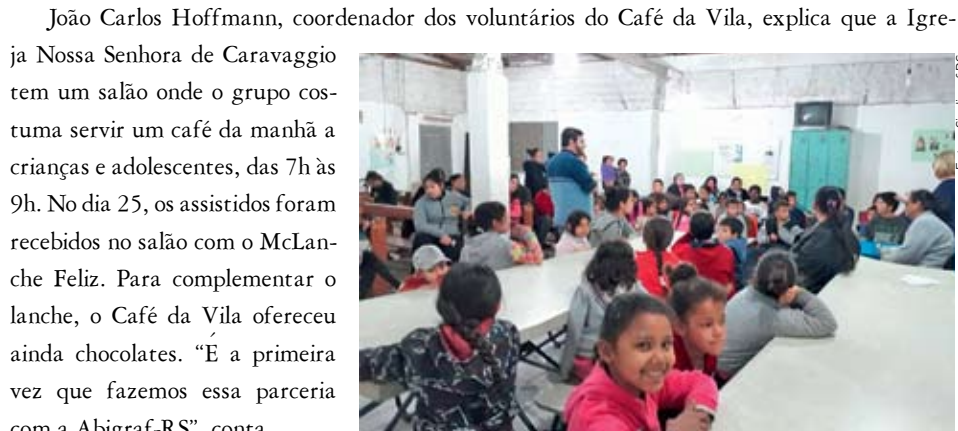 João Carlos Hoffmann, coordenador dos voluntários do Café da Vila, explica que a Igre-
ja Nossa Senhora de Caravaggio
tem um salão onde o grupo cos-
tuma servir um café da manhã a
crianças e adolescentes, das 7h às
9h. No dia 25, os assistidos foram
recebidos no salão com o McLan-
che Feliz. Para complementar o
lanche, o Café da Vila ofereceu
ainda chocolates. “É a primeira
vez que fazemos essa parceria
com a Abigraf-RS”, conta